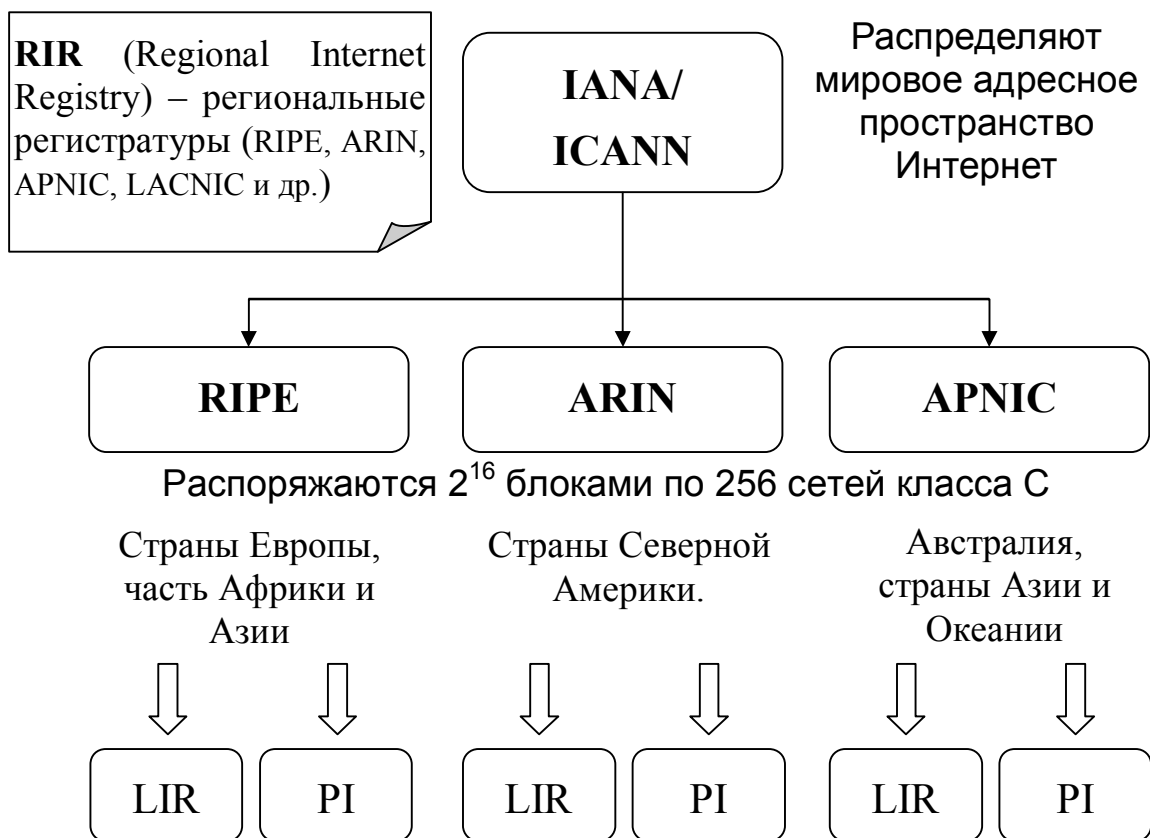 RIR (Regional Internet
Registry) – региональные
регистратуры (RIPE, ARIN,
APNIC, LACNIC и др.)
IANA/
ICANN
Распределяют
мировое адресное
пространство
Интернет
RIPE
ARIN
APNIC
Распоряжаются 2^16 блоками по 256 сетей класса С
Страны Европы,
часть Африки и
Азии
Страны Северной
Америки.
Австралия,
страны Азии и
Океании
LIR
PI
LIR
PI
LIR
PI